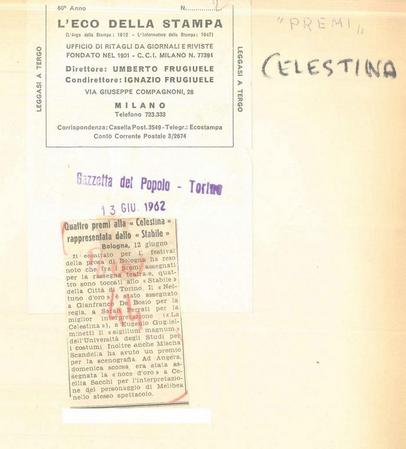 60° Anno
L'ECO DELLA STAMPA
(L'Argo della Stampa: 1912 - L'Informatore della Stampa: 1947)
UFFICIO DI RITAGLI DA GIORNALI E RIVISTE
FONDATO NEL 1901 - C.C.I. MILANO N. 77394
Direttore: UMBERTO FRUGIUELE
Condirettore: IGNAZIO FRUGIUELE
VIA GIUSEPPE COMPAGNONI, 28
MILANO
Telefono 723.333
Corrispondenza: Casella Post. 3549 - Telegr.: Ecostampa
Conto Corrente Postale 3/2674
LEGGASI A TERGO
LEGGASI A TERGO
"PREMI"
CELESTINA
Gazzetta del Popolo - Torino
13 GIU. 1962
Quattro premi alla « Celestina »
rappresentata dallo « Stabile »
Bologna, 12 giugno
Il comitato per il festival
della prosa di Bologna ha reso
noto che fra i premi assegnati
per la rassegna teatrale, quat-
tro sono toccati allo « Stabile »
della Città di Torino. Il « Net-
tuno d'oro » è stato assegnato
a Gianfranco De Bosio per la
regia, a Sarah Ferrati per la
miglior interpretazione (« La
Celestina »), a Eugenio Gugliel-
minetti il « sigillum magnum »
dell'Università degli Studi per
i costumi. Inoltre anche Mischa
Scandella ha avuto un premio
per la scenografia. Ad Angera,
domenica scorsa, era stata as-
segnata la « noce d'oro » a Ce-
cilia Sacchi per l'interpretazio-
ne del personaggio di Melibea
nello stesso spettacolo.